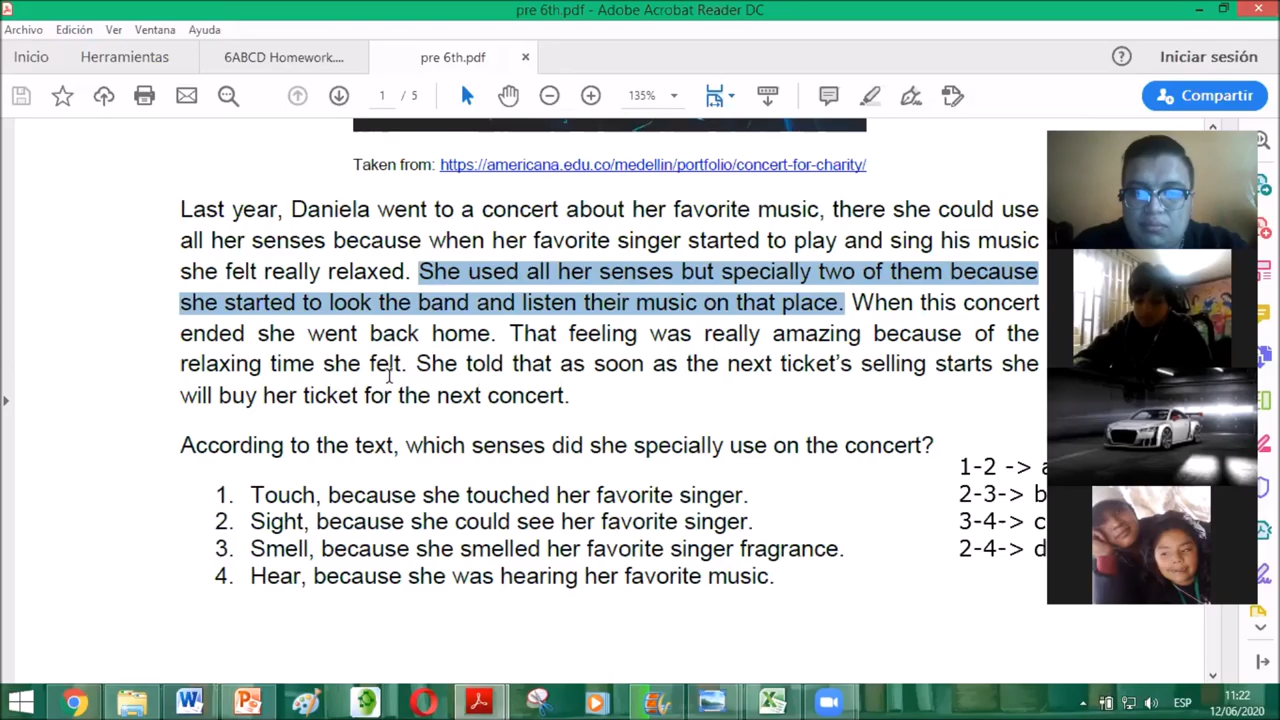 pre 6th.pdf - Adobe Acrobat Reader DC
Archivo Edición Ver Ventana Ayuda
Inicio Herramientas 6ABCD Homework.... pre 6th.pdf Iniciar sesión
1 / 5 135% Compartir
Taken from: https://americana.edu.co/medellin/portfolio/concert-for-charity/
Last year, Daniela went to a concert about her favorite music, there she could use
all her senses because when her favorite singer started to play and sing his music
she felt really relaxed. She used all her senses but specially two of them because
she started to look the band and listen their music on that place. When this concert
ended she went back home. That feeling was really amazing because of the
relaxing time she felt. She told that as soon as the next ticket's selling starts she
will buy her ticket for the next concert.
According to the text, which senses did she specially use on the concert?
1. Touch, because she touched her favorite singer.
2. Sight, because she could see her favorite singer.
3. Smell, because she smelled her favorite singer fragrance.
4. Hear, because she was hearing her favorite music.
1-2 -> a
2-3-> b
3-4-> c
2-4-> d
ESP
11:22
12/06/2020